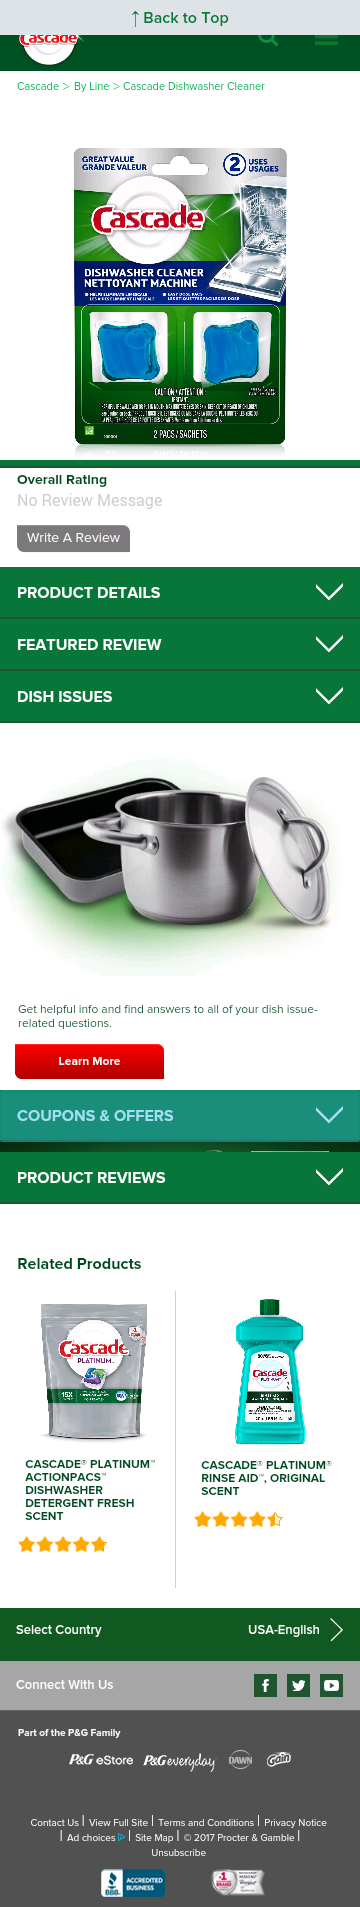 ↑ Back to Top
Cascade
Cascade > By Line > Cascade Dishwasher Cleaner
GREAT VALUE
GRANDE VALEUR
2 USES
USAGES
Cascade
DISHWASHER CLEANER
NETTOYANT MACHINE
CAUTION / ATTENTION :
2 PACS / SACHETS
Overall Rating
No Review Message
Write A Review
PRODUCT DETAILS
FEATURED REVIEW
DISH ISSUES
Get helpful info and find answers to all of your dish issue-
related questions.
Learn More
COUPONS & OFFERS
PRODUCT REVIEWS
Related Products
Cascade
PLATINUM
Cascade
CASCADE® PLATINUM™
ACTIONPACS™
DISHWASHER
DETERGENT FRESH
SCENT
CASCADE® PLATINUM®
RINSE AID™, ORIGINAL
SCENT
Select Country
USA-English
Connect With Us
Part of the P&G Family
P&G eStore
P&G everyday
DAWN
Gain
Contact Us | View Full Site | Terms and Conditions | Privacy Notice
| Ad choices | Site Map | © 2017 Procter & Gamble |
Unsubscribe
BBB
ACCREDITED
BUSINESS
#1
BRAND